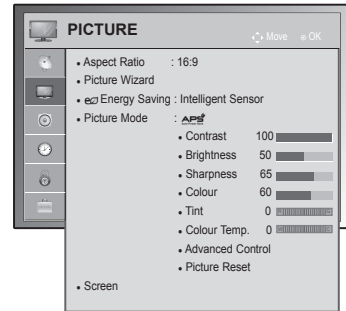 PICTURE
Move OK
• Aspect Ratio : 16:9
• Picture Wizard
• Energy Saving : Intelligent Sensor
• Picture Mode : APS
• Contrast 100
• Brightness 50
• Sharpness 65
• Colour 60
• Tint 0
• Colour Temp. 0
• Advanced Control
• Picture Reset
• Screen